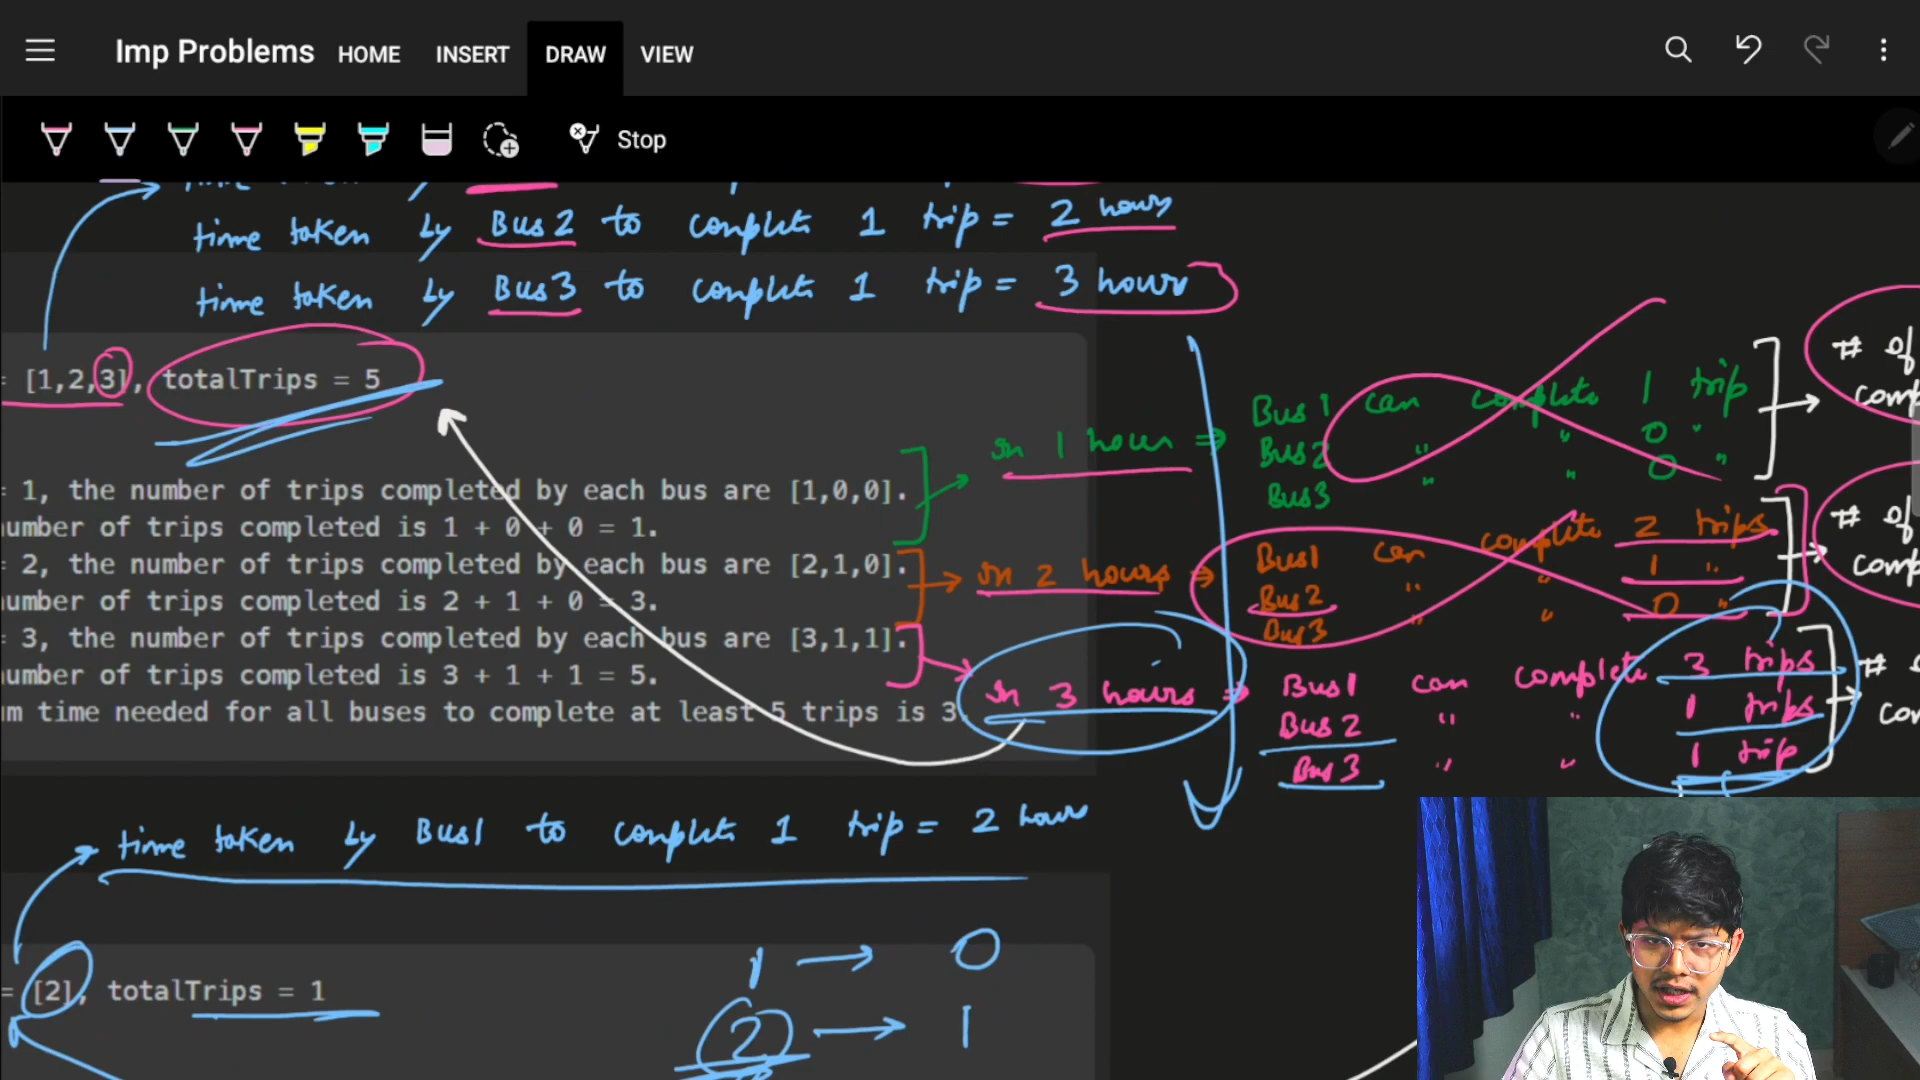 Imp Problems HOME INSERT DRAW VIEW
Stop
time taken by Bus 2 to complete 1 trip = 2 hours
time taken by Bus 3 to complete 1 trip = 3 hours
= [1,2,3], totalTrips = 5
= 1, the number of trips completed by each bus are [1,0,0].
umber of trips completed is 1 + 0 + 0 = 1.
= 2, the number of trips completed by each bus are [2,1,0].
umber of trips completed is 2 + 1 + 0 = 3.
= 3, the number of trips completed by each bus are [3,1,1].
umber of trips completed is 3 + 1 + 1 = 5.
um time needed for all buses to complete at least 5 trips is 3.
in 1 hour ⇒ Bus 1 can complete 1 trip
Bus 2 " " 0 "
Bus 3 " " 0 "
# of
comp
in 2 hours ⇒ Bus 1 can complete 2 trips
Bus 2 " " 1 "
Bus 3 " " 0 "
# of
comp
in 3 hours ⇒ Bus 1 can complete 3 trips
Bus 2 " " 1 trips
Bus 3 " " 1 trip
#
co
time taken by Bus 1 to complete 1 trip = 2 hours
= [2], totalTrips = 1
1 → 0
2 → 1